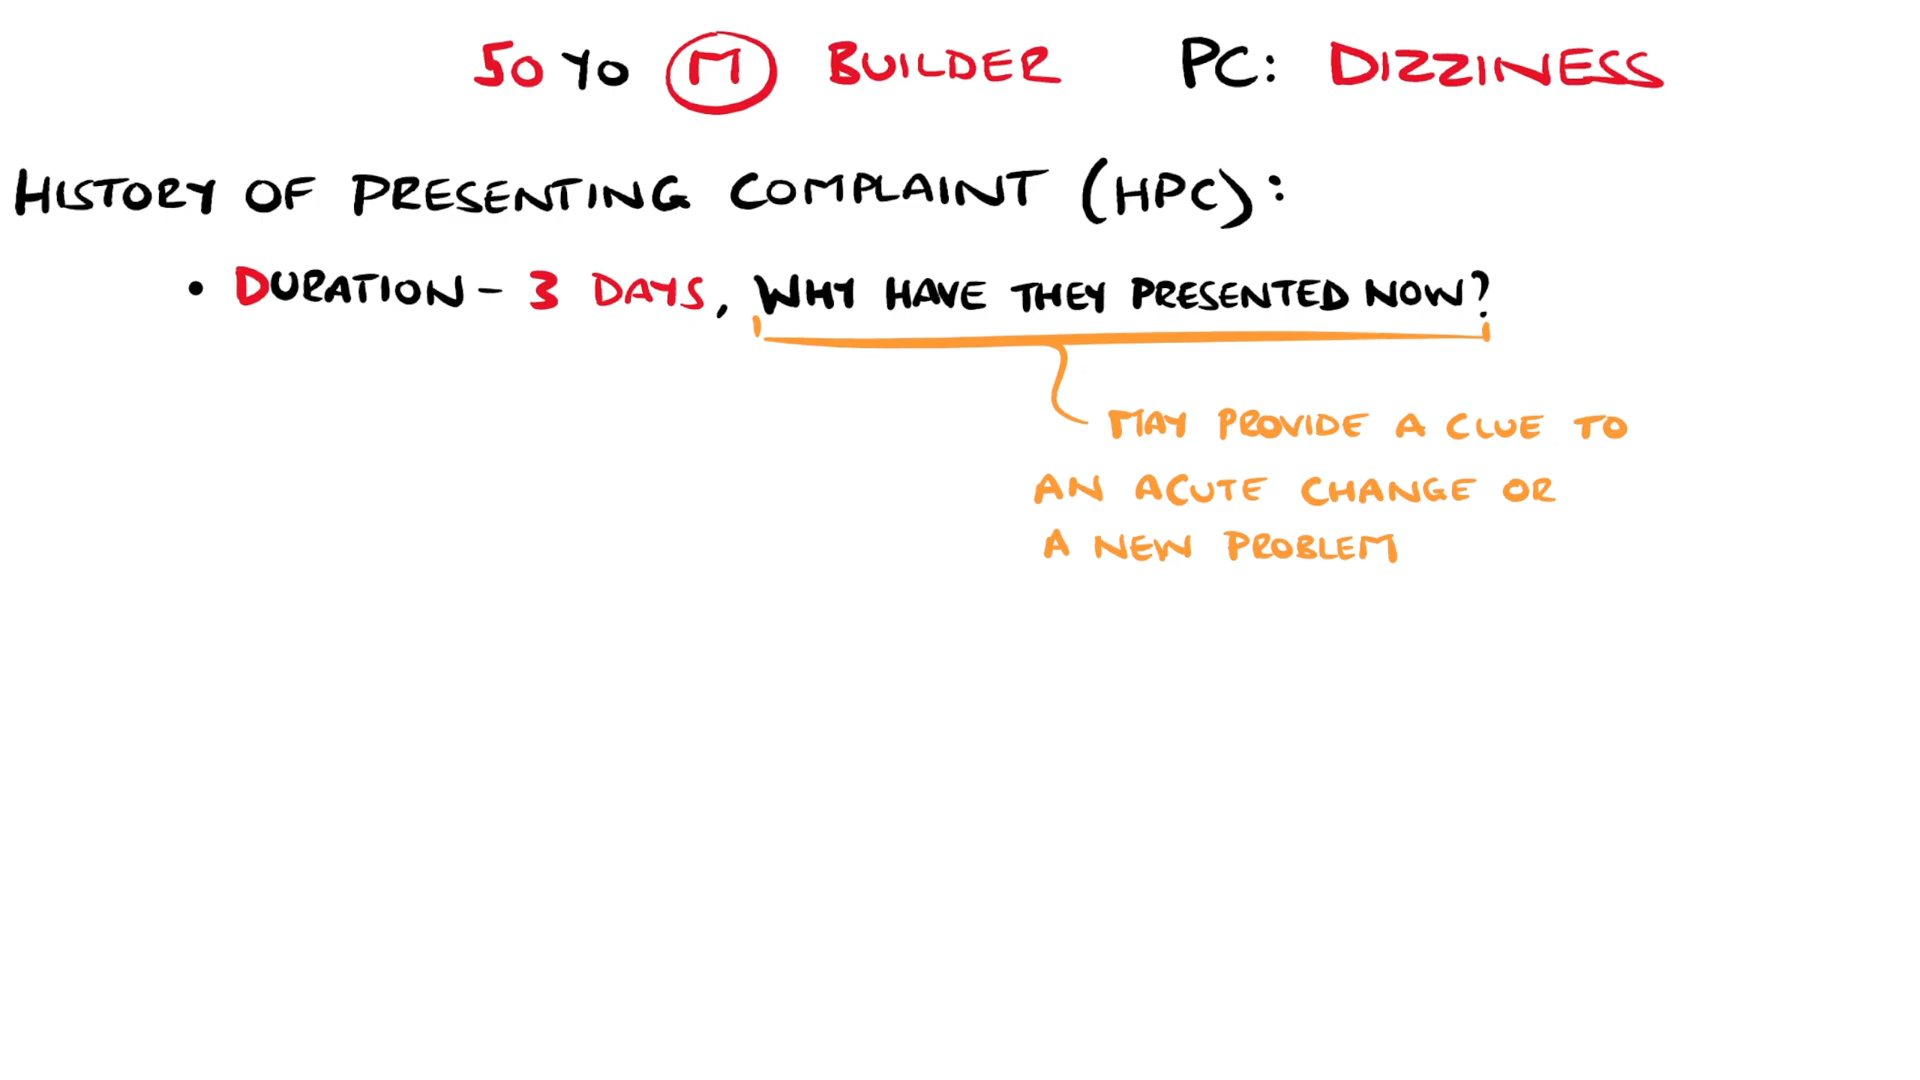 50 YO M BUILDER PC: DIZZINESS
HISTORY OF PRESENTING COMPLAINT (HPC):
• DURATION - 3 DAYS, WHY HAVE THEY PRESENTED NOW?
MAY PROVIDE A CLUE TO
AN ACUTE CHANGE OR
A NEW PROBLEM